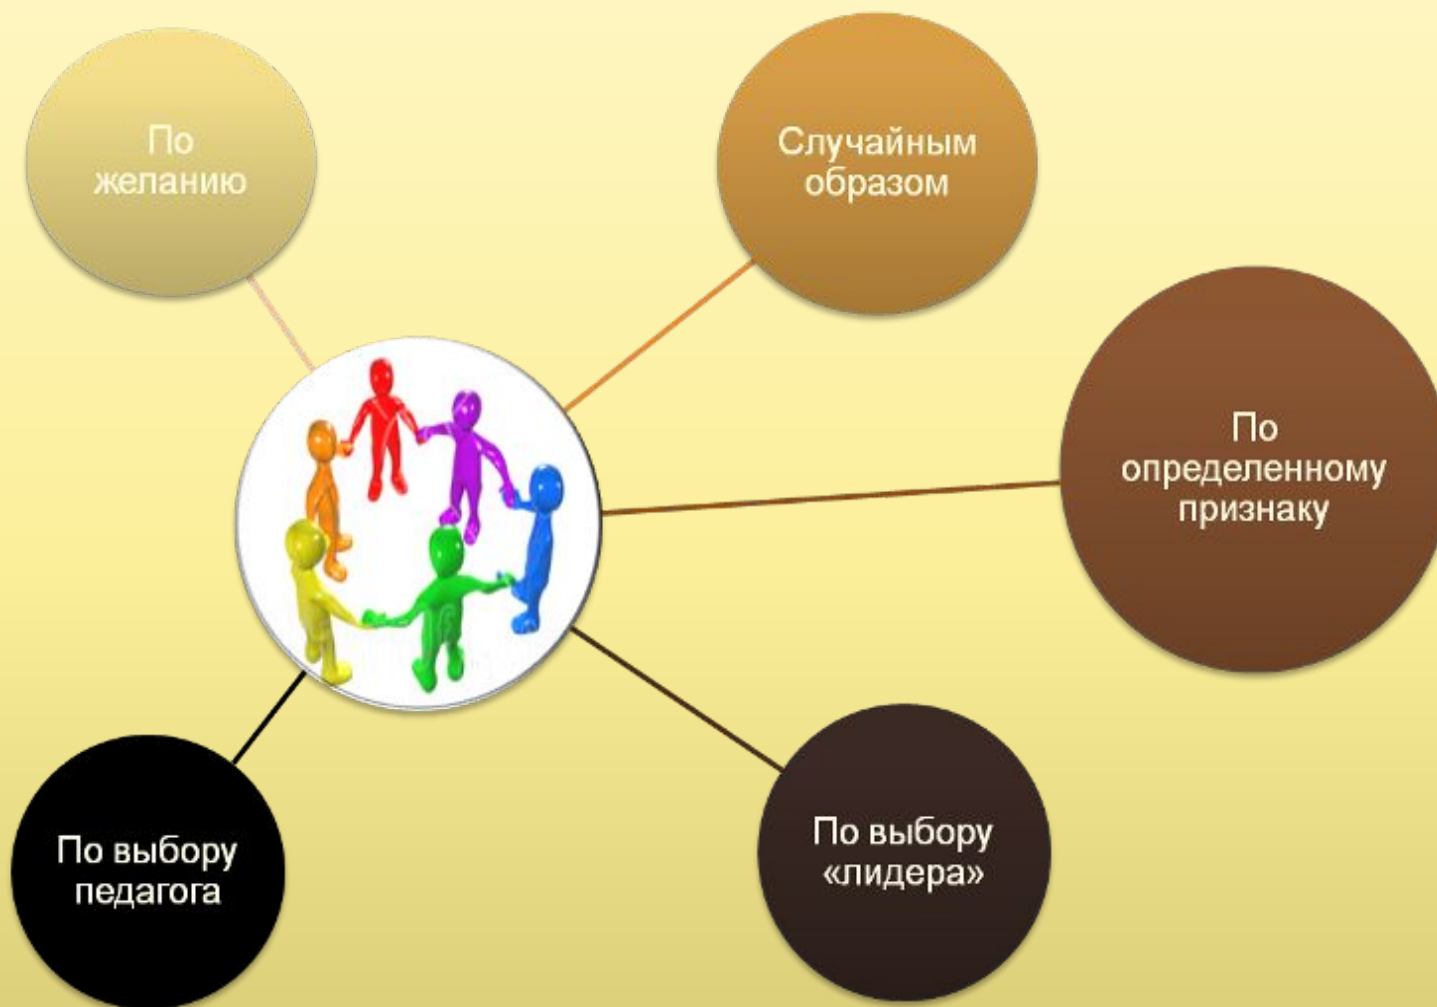 По
желанию
Случайным
образом
По
определенному
признаку
По выбору
«лидера»
По выбору
педагога